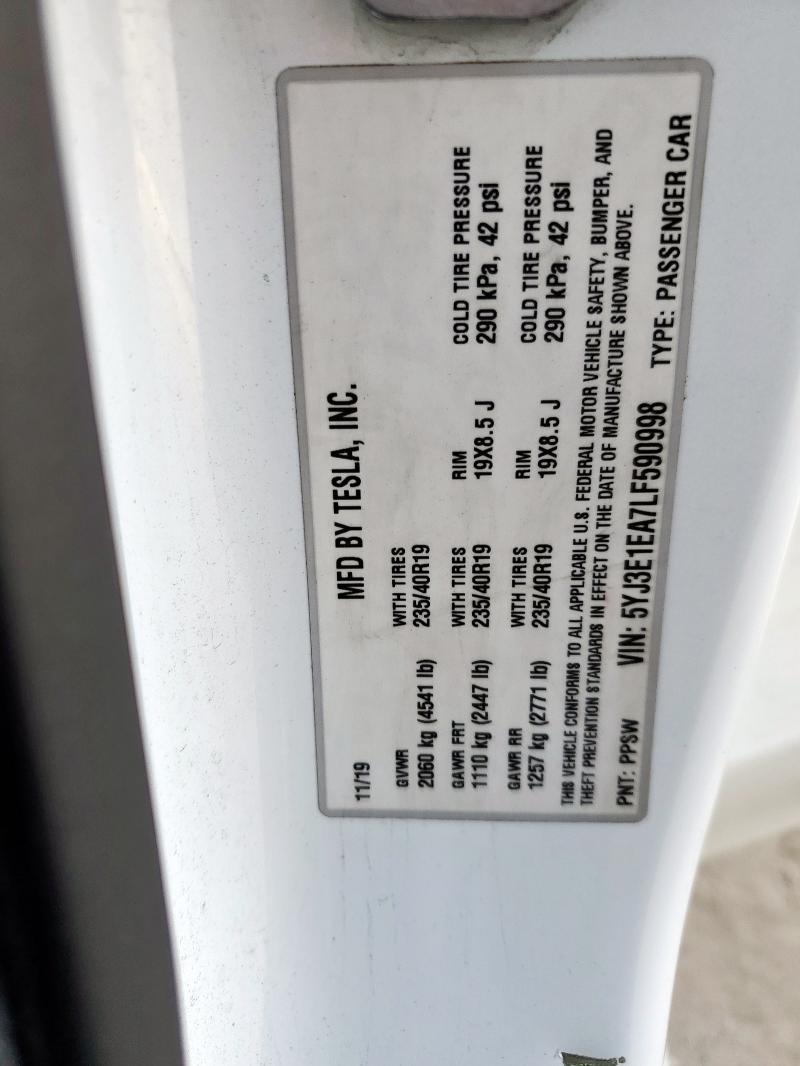 MFD BY TESLA, INC.
11/19
GVWR WITH TIRES
2060 kg (4541 lb) 235/40R19
GAWR FRT WITH TIRES RIM COLD TIRE PRESSURE
1110 kg (2447 lb) 235/40R19 19X8.5 J 290 kPa, 42 psi
GAWR RR WITH TIRES RIM COLD TIRE PRESSURE
1257 kg (2771 lb) 235/40R19 19X8.5 J 290 kPa, 42 psi
THIS VEHICLE CONFORMS TO ALL APPLICABLE U.S. FEDERAL MOTOR VEHICLE SAFETY, BUMPER, AND
THEFT PREVENTION STANDARDS IN EFFECT ON THE DATE OF MANUFACTURE SHOWN ABOVE.
PNT: PPSW VIN: 5YJ3E1EA7LF590998 TYPE: PASSENGER CAR